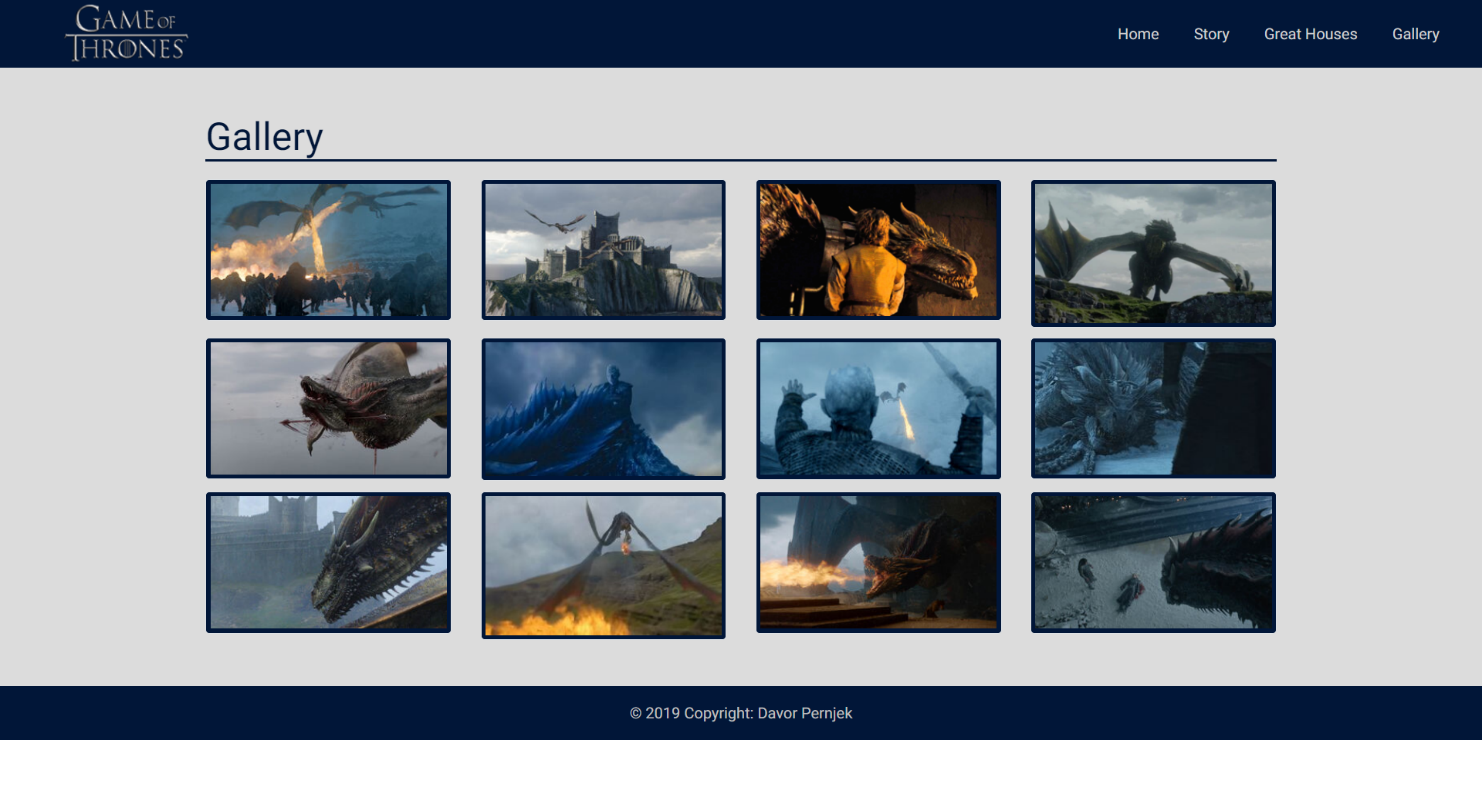 GAME OF
THRONES
Home Story Great Houses Gallery
Gallery
© 2019 Copyright: Davor Pernjek